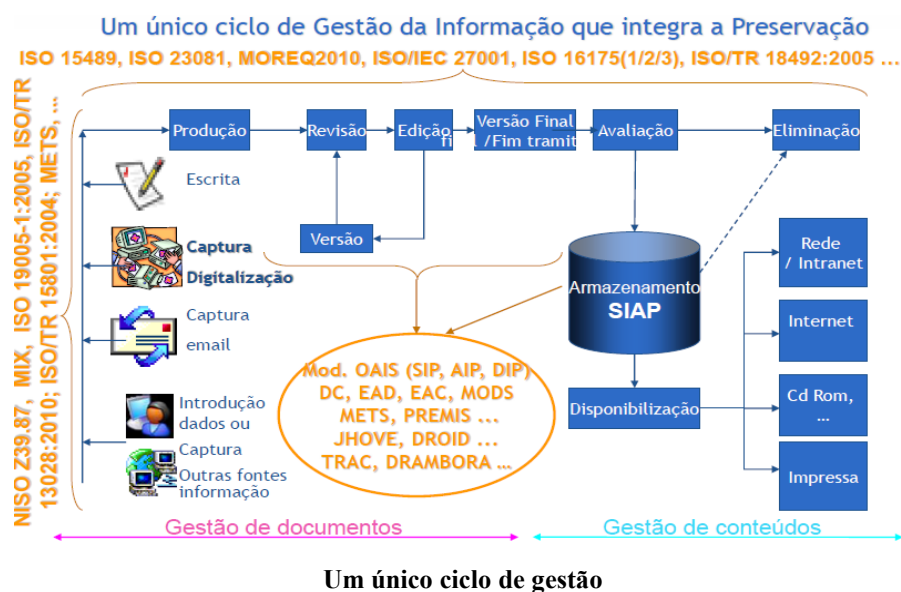 Um único ciclo de Gestão da Informação que integra a Preservação
ISO 15489, ISO 23081, MOREQ2010, ISO/IEC 27001, ISO 16175(1/2/3), ISO/TR 18492:2005 ...
NISO Z39.87, MIX, ISO 19005-1:2005, ISO/TR
13028:2010; ISO/TR 15801:2004; METS, ...
Produção
Revisão
Edição
Versão Final
/Fim tramit
Avaliação
Eliminação
Escrita
Versão
Captura
Digitalização
Captura
email
Introdução
dados ou
Captura
Outras fontes
informação
Mod. OAIS (SIP, AIP, DIP)
DC, EAD, EAC, MODS
METS, PREMIS ...
JHOVE, DROID ...
TRAC, DRAMBORA ...
Armazenamento
SIAP
Disponibilização
Rede
/ Intranet
Internet
Cd Rom,
...
Impressa
Gestão de documentos
Gestão de conteúdos
Um único ciclo de gestão